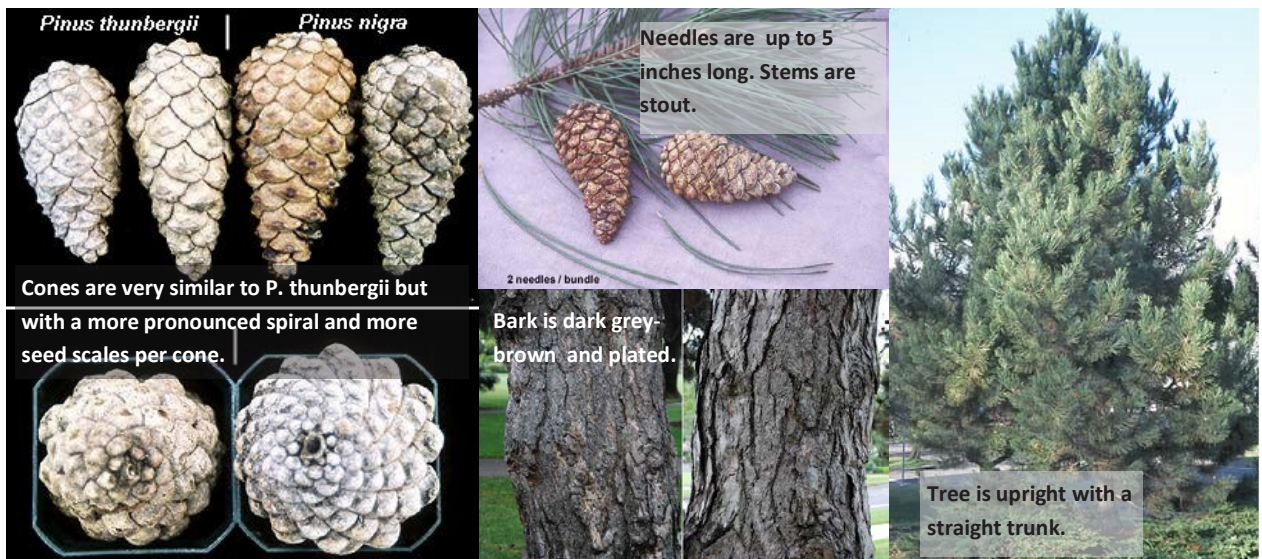 Pinus thunbergii
Pinus nigra
Cones are very similar to P. thunbergii but
with a more pronounced spiral and more
seed scales per cone.
Needles are up to 5
inches long. Stems are
stout.
2 needles / bundle
Bark is dark grey-
brown and plated.
Tree is upright with a
straight trunk.